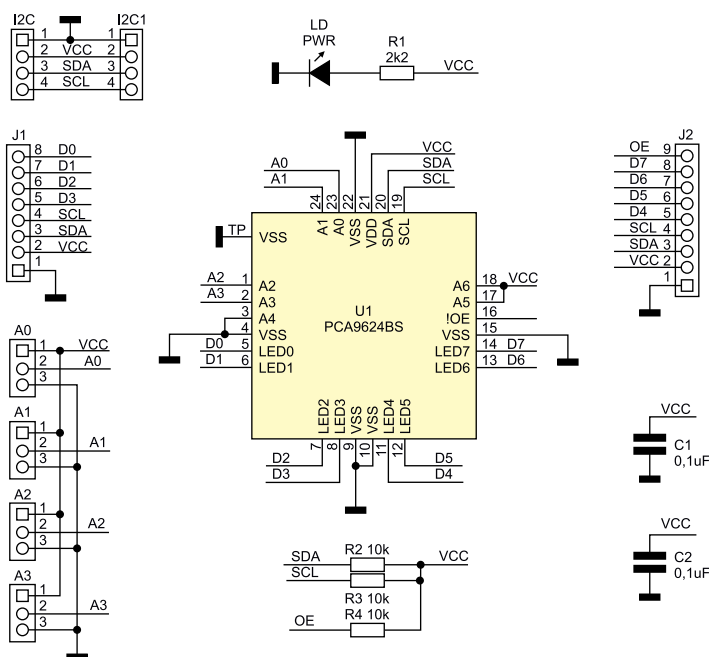 I2C I2C1
1 1
2 VCC 2
3 SDA 3
4 SCL 4
LD
PWR
R1
2k2
VCC
J1
8 D0
7 D1
6 D2
5 D3
4 SCL
3 SDA
2 VCC
1
A0
A1
VCC
SDA
SCL
24 23 22 21 20 19
A1 A0 VSS VDD SDA SCL
TP
VSS
A2 1 A2
A3 2 A3
3 A4
4 VSS
D0 5 LED0
D1 6 LED1
U1
PCA9624BS
A6 18 VCC
A5 17
!OE 16
VSS 15
LED7 14 D7
LED6 13 D6
LED2 LED3 VSS VSS LED4 LED5
7 8 9 10 11 12
D2
D3
D5
D4
J2
OE 9
D7 8
D6 7
D5 6
D4 5
SCL 4
SDA 3
VCC 2
1
A0
1 VCC
2 A0
3
A1
1
2 A1
3
A2
1
2 A2
3
A3
1
2 A3
3
SDA R2 10k VCC
SCL
R3 10k
R4 10k
OE
VCC
C1
0,1uF
VCC
C2
0,1uF